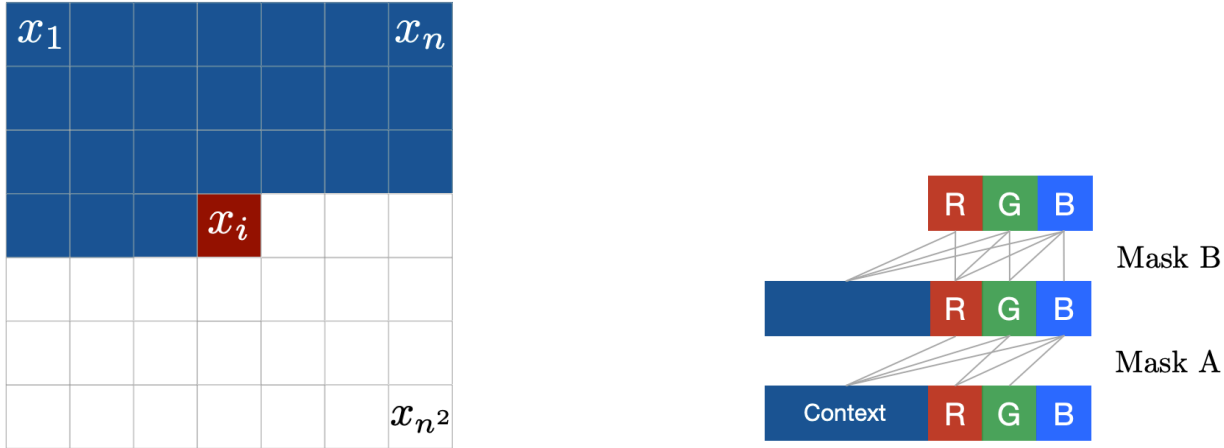 x₁ xₙ
xᵢ
xₙ²
R G B
Mask B
R G B
Mask A
Context R G B